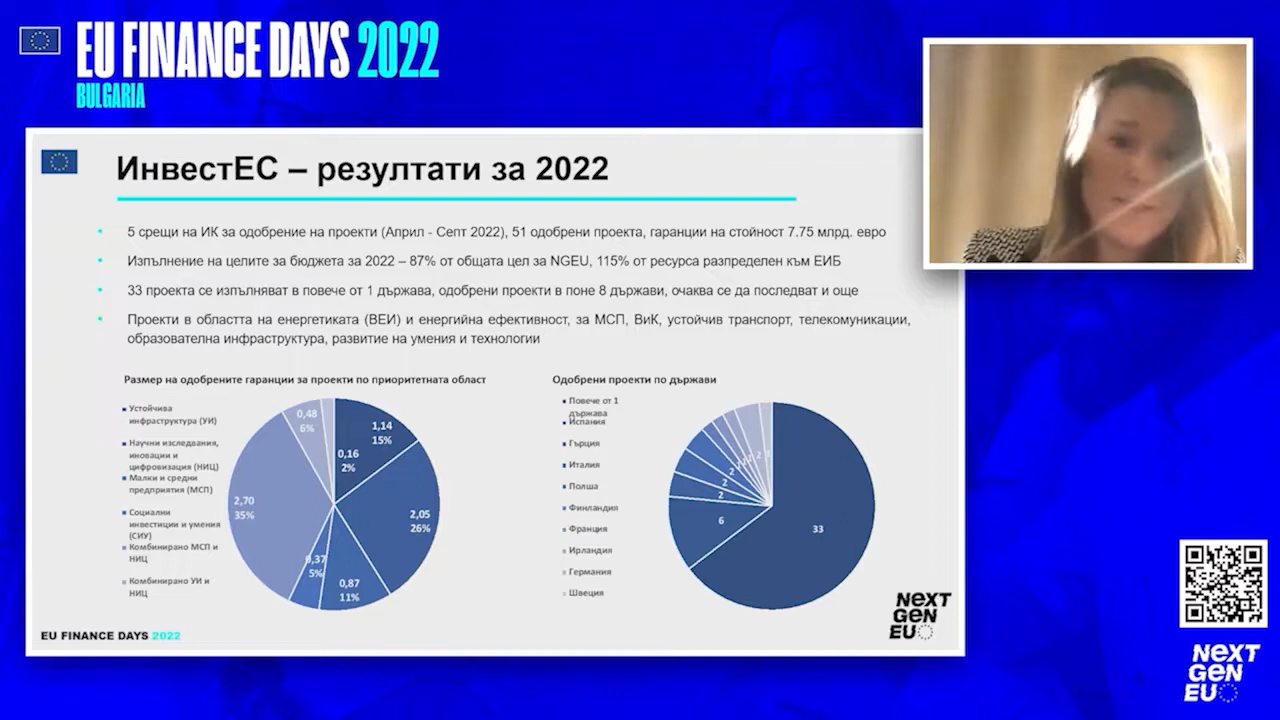 EU FINANCE DAYS 2022
BULGARIA
ИнвестЕС – резултати за 2022
5 срещи на ИК за одобрение на проекти (Април - Септ 2022), 51 одобрени проекта, гаранции на стойност 7.75 млрд. евро
Изпълнение на целите за бюджета за 2022 – 87% от общата цел за NGEU, 115% от ресурса разпределен към ЕИБ
33 проекта се изпълняват в повече от 1 държава, одобрени проекти в поне 8 държави, очаква се да последват и още
Проекти в областта на енергетиката (ВЕИ) и енергийна ефективност, за МСП, ВиК, устойчив транспорт, телекомуникации,
образователна инфраструктура, развитие на умения и технологии
Размер на одобрените гаранции за проекти по приоритетната област
Устойчива
инфраструктура (УИ)
Научни изследвания,
иновации и
цифровизация (НИЦ)
Малки и средни
предприятия (МСП)
Социални
инвестиции и умения
(СИУ)
Комбинирано МСП и
НИЦ
Комбинирано УИ и
НИЦ
0,48
6%
1,14
15%
0,16
2%
2,70
35%
2,05
26%
0,37
5%
0,87
11%
Одобрени проекти по държави
Повече от 1
държава
Испания
Гърция
Италия
Полша
Финландия
Франция
Ирландия
Германия
Швеция
2
2
2
2
6
33
NEXT
GEN
EU
EU FINANCE DAYS 2022
NEXT
GEN
EU